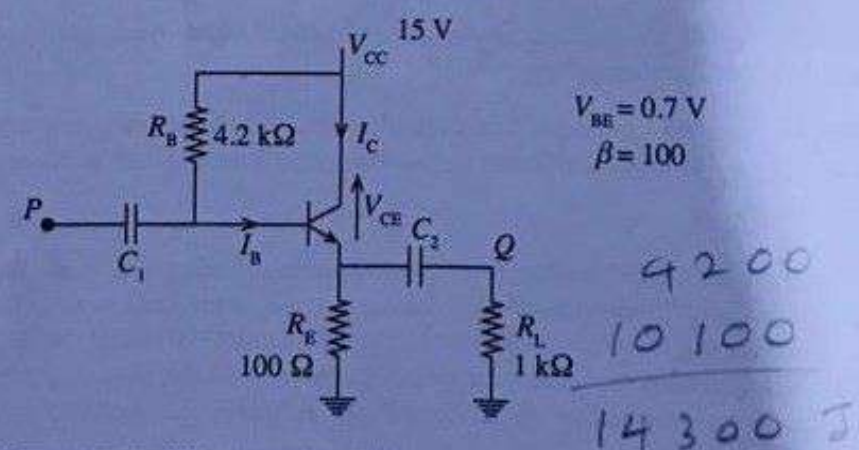 V_CC 15 V
R_B 4.2 kΩ
I_C
V_BE = 0.7 V
β = 100
P
C_1
I_B
V_CE
C_2
Q
R_E
100 Ω
R_L
1 kΩ
4200
10100
14300